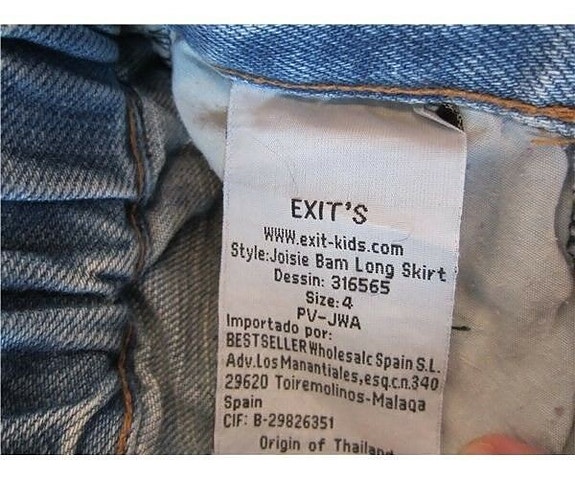 EXIT'S
WWW.exit-kids.com
Style:Joisie Bam Long Skirt
Dessin: 316565
Size: 4
PV-JWA
Importado por:
BESTSELLER Wholesalc Spain S.L.
Adv.Los Manantiales,esq.c.n.340
29620 Toiremolinos-Malaqa
Spain
CIF: B-29826351
Origin of Thailand